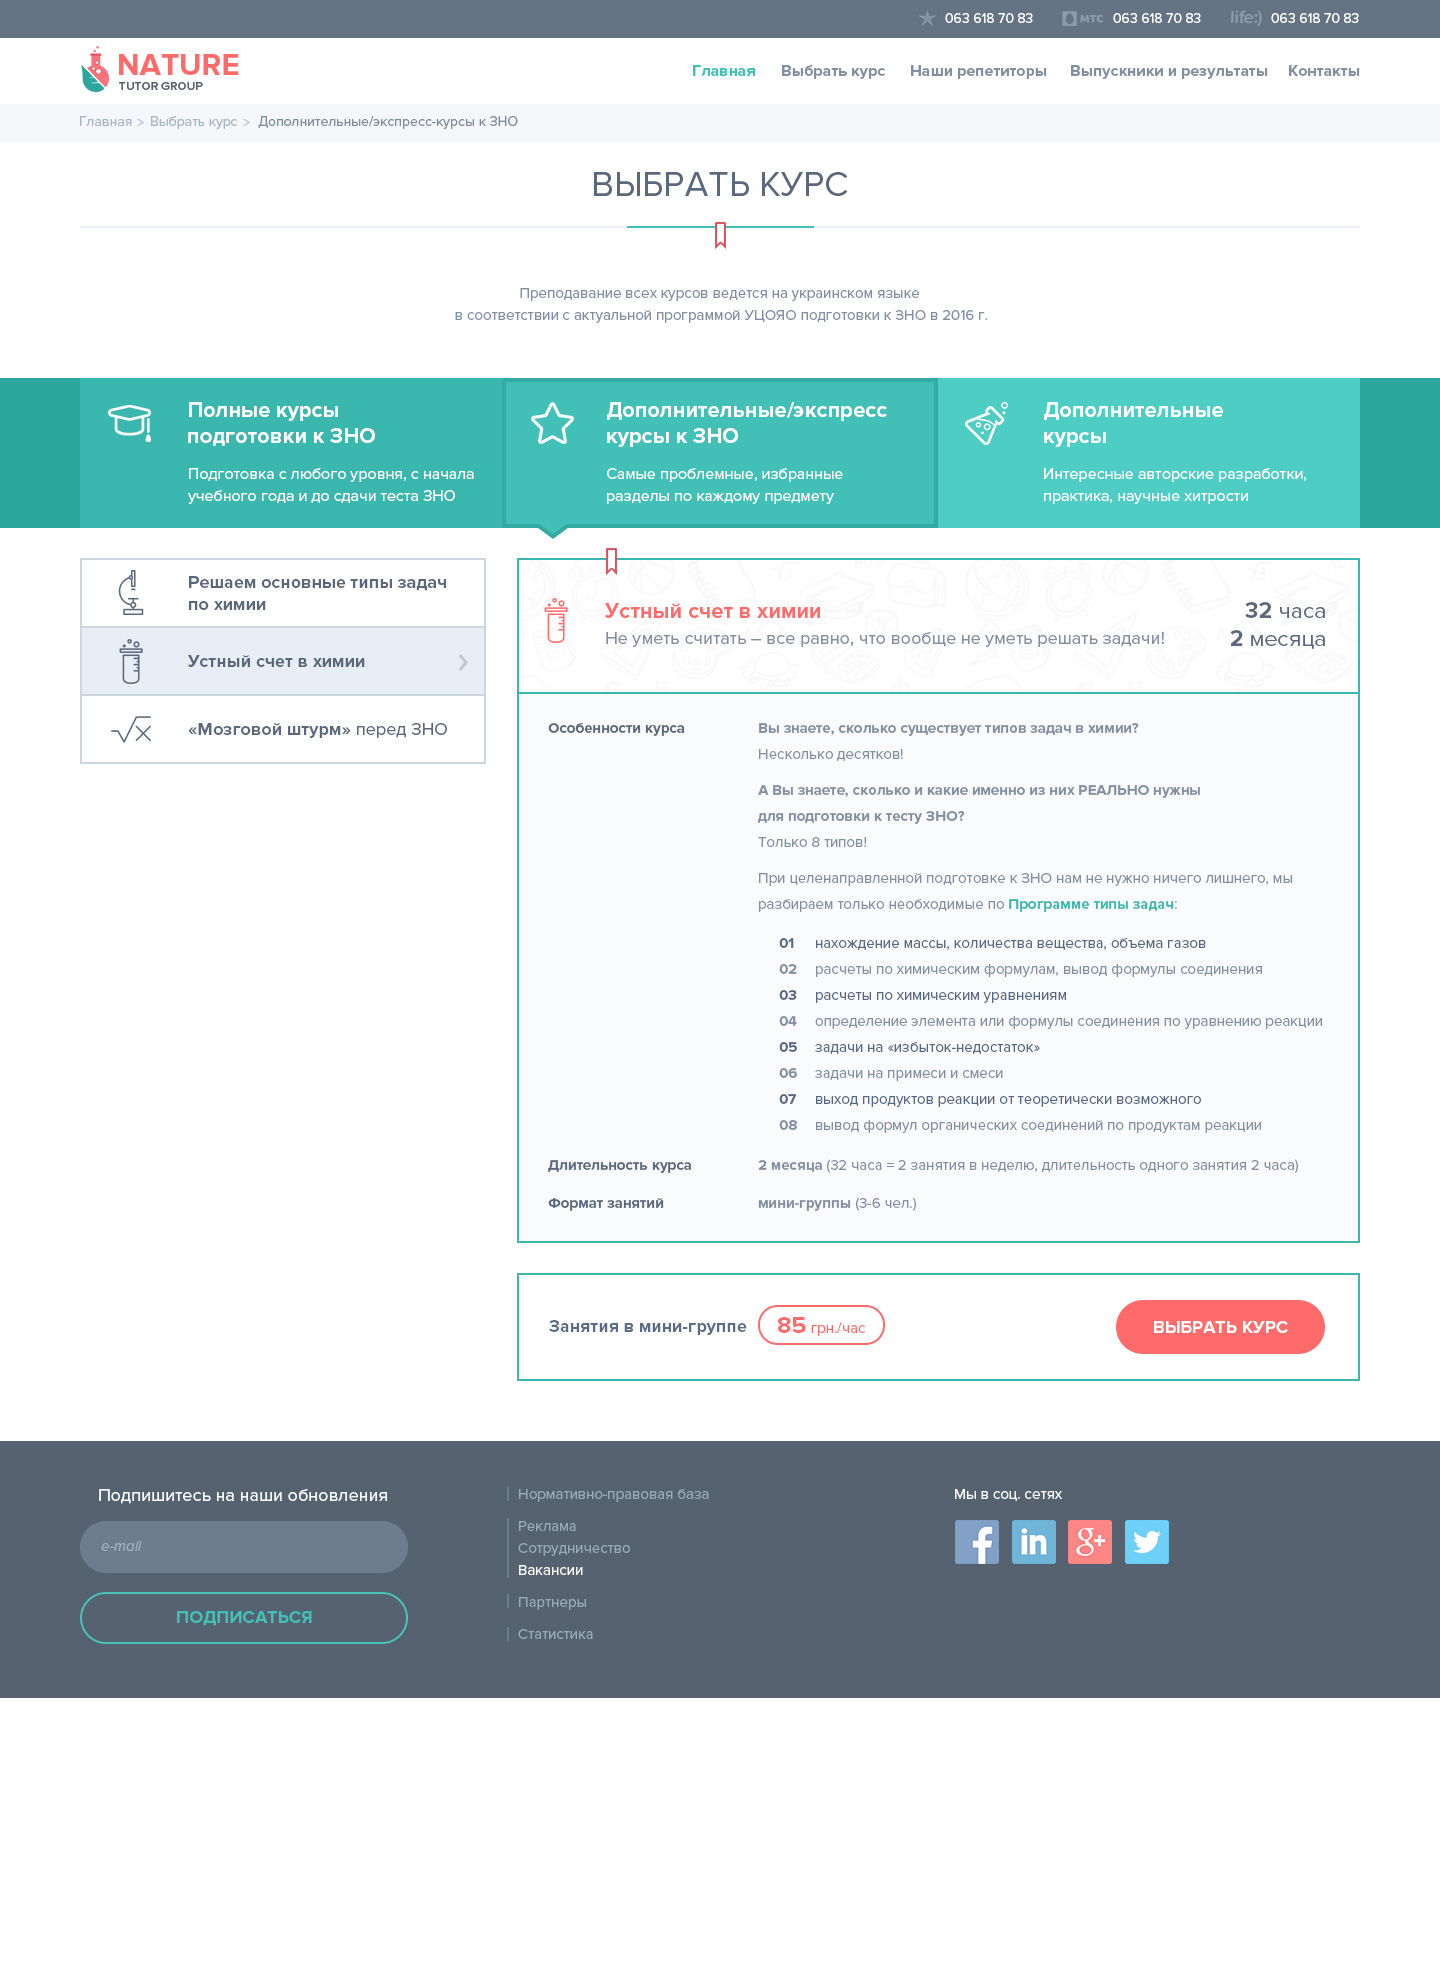 063 618 70 83
мтс 063 618 70 83
life:) 063 618 70 83
NATURE
TUTOR GROUP
Главная Выбрать курс Наши репетиторы Выпускники и результаты Контакты
Главная > Выбрать курс > Дополнительные/экспресс-курсы к ЗНО
ВЫБРАТЬ КУРС
Преподавание всех курсов ведется на украинском языке
в соответствии с актуальной программой УЦОЯО подготовки к ЗНО в 2016 г.
Полные курсы
подготовки к ЗНО
Подготовка с любого уровня, с начала
учебного года и до сдачи теста ЗНО
Дополнительные/экспресс
курсы к ЗНО
Самые проблемные, избранные
разделы по каждому предмету
Дополнительные
курсы
Интересные авторские разработки,
практика, научные хитрости
Решаем основные типы задач
по химии
Устный счет в химии
«Мозговой штурм» перед ЗНО
Устный счет в химии
Не уметь считать – все равно, что вообще не уметь решать задачи!
32 часа
2 месяца
Особенности курса
Вы знаете, сколько существует типов задач в химии?
Несколько десятков!
А Вы знаете, сколько и какие именно из них РЕАЛЬНО нужны
для подготовки к тесту ЗНО?
Только 8 типов!
При целенаправленной подготовке к ЗНО нам не нужно ничего лишнего, мы
разбираем только необходимые по Программе типы задач:
01 нахождение массы, количества вещества, объема газов
02 расчеты по химическим формулам, вывод формулы соединения
03 расчеты по химическим уравнениям
04 определение элемента или формулы соединения по уравнению реакции
05 задачи на «избыток-недостаток»
06 задачи на примеси и смеси
07 выход продуктов реакции от теоретически возможного
08 вывод формул органических соединений по продуктам реакции
Длительность курса
2 месяца (32 часа = 2 занятия в неделю, длительность одного занятия 2 часа)
Формат занятий
мини-группы (3-6 чел.)
Занятия в мини-группе 85 грн./час
ВЫБРАТЬ КУРС
Подпишитесь на наши обновления
e-mail
ПОДПИСАТЬСЯ
Нормативно-правовая база
Реклама
Сотрудничество
Вакансии
Партнеры
Статистика
Мы в соц. сетях
f in g+